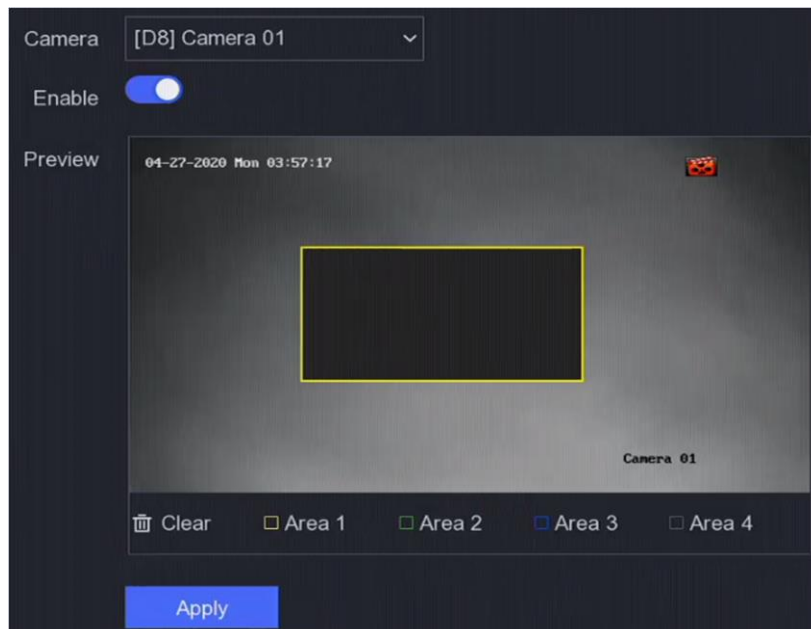 Camera [D8] Camera 01
Enable
Preview
04-27-2020 Mon 03:57:17
Camera 01
Clear Area 1 Area 2 Area 3 Area 4
Apply